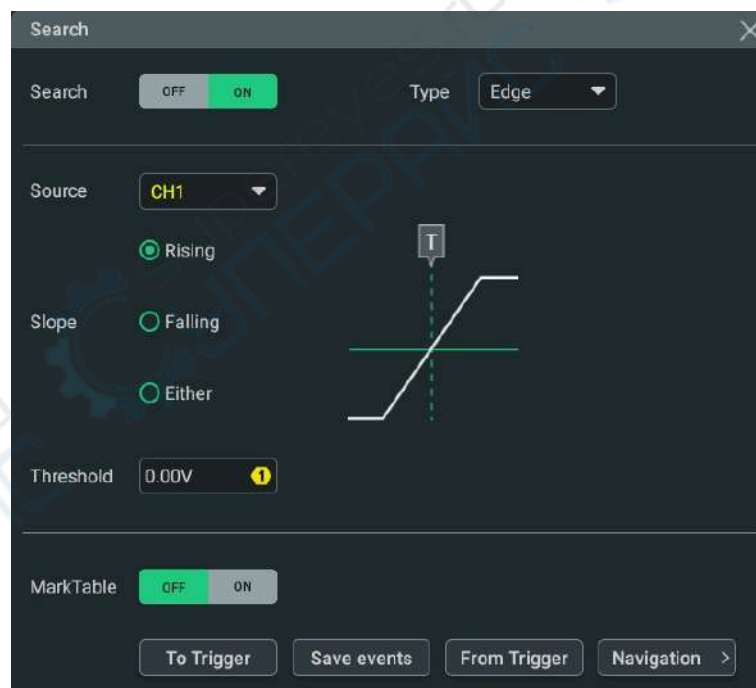 Search
Search OFF ON Type Edge
Source CH1
Rising
T
Slope Falling
Either
Threshold 0.00V 1
MarkTable OFF ON
To Trigger Save events From Trigger Navigation >